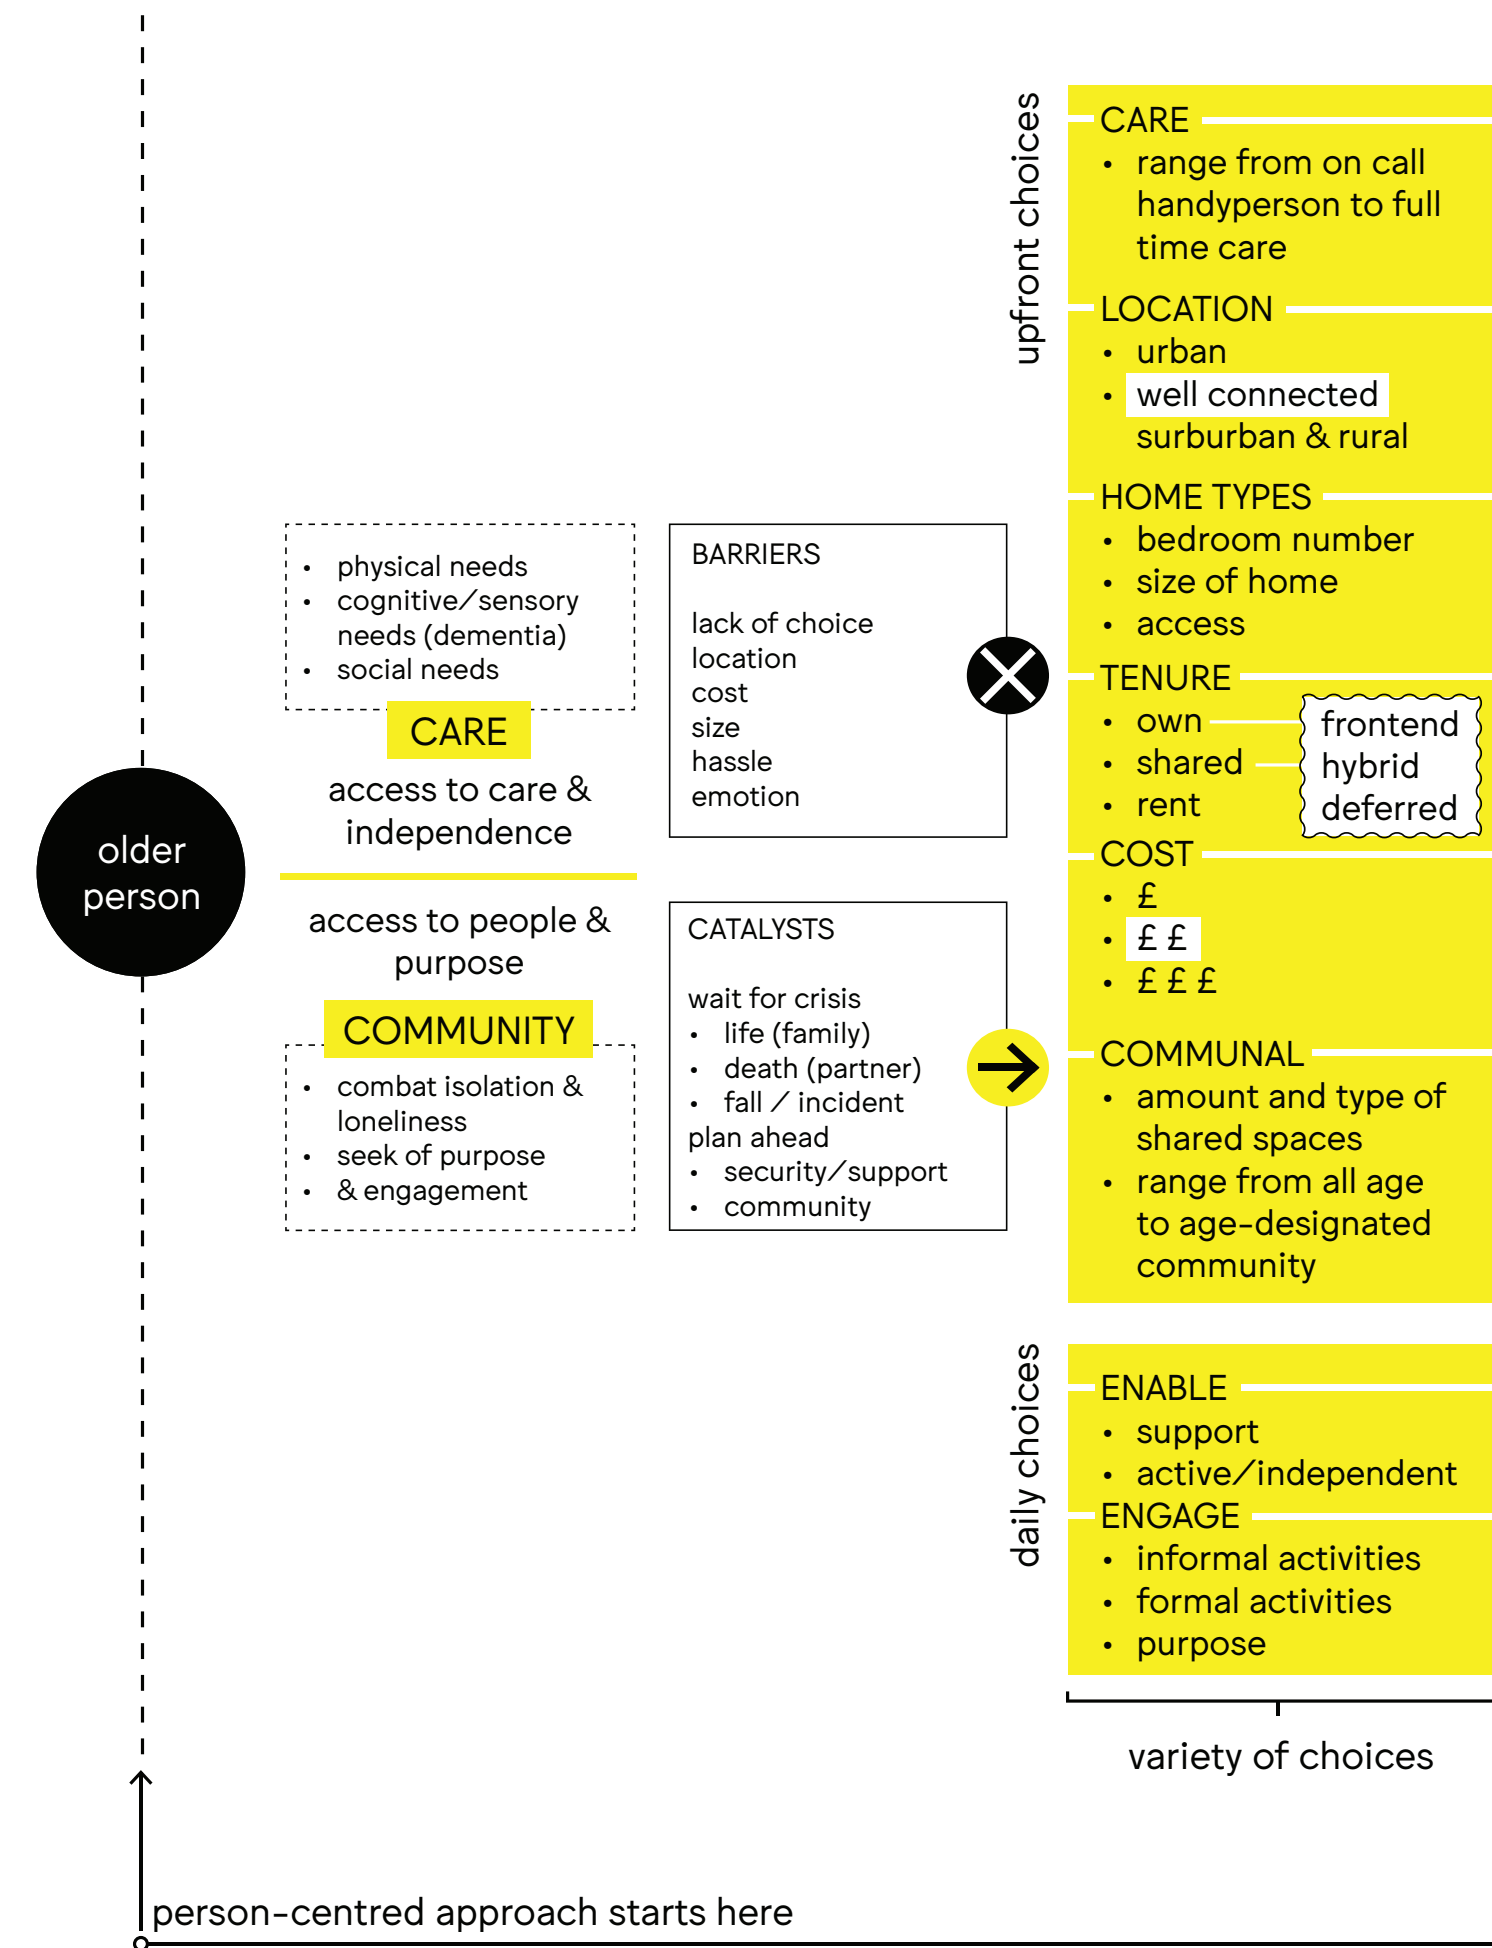 older
person
physical needs
cognitive/sensory
needs (dementia)
social needs
CARE
access to care &
independence
access to people &
purpose
COMMUNITY
combat isolation &
loneliness
seek of purpose
& engagement
BARRIERS
lack of choice
location
cost
size
hassle
emotion
CATALYSTS
wait for crisis
life (family)
death (partner)
fall / incident
plan ahead
security/support
community
upfront choices
CARE
range from on call
handyperson to full
time care
LOCATION
urban
well connected
surburban & rural
HOME TYPES
bedroom number
size of home
access
TENURE
own
shared
rent
frontend
hybrid
deferred
COST
£
£ £
£ £ £
COMMUNAL
amount and type of
shared spaces
range from all age
to age-designated
community
daily choices
ENABLE
support
active/independent
ENGAGE
informal activities
formal activities
purpose
variety of choices
person-centred approach starts here